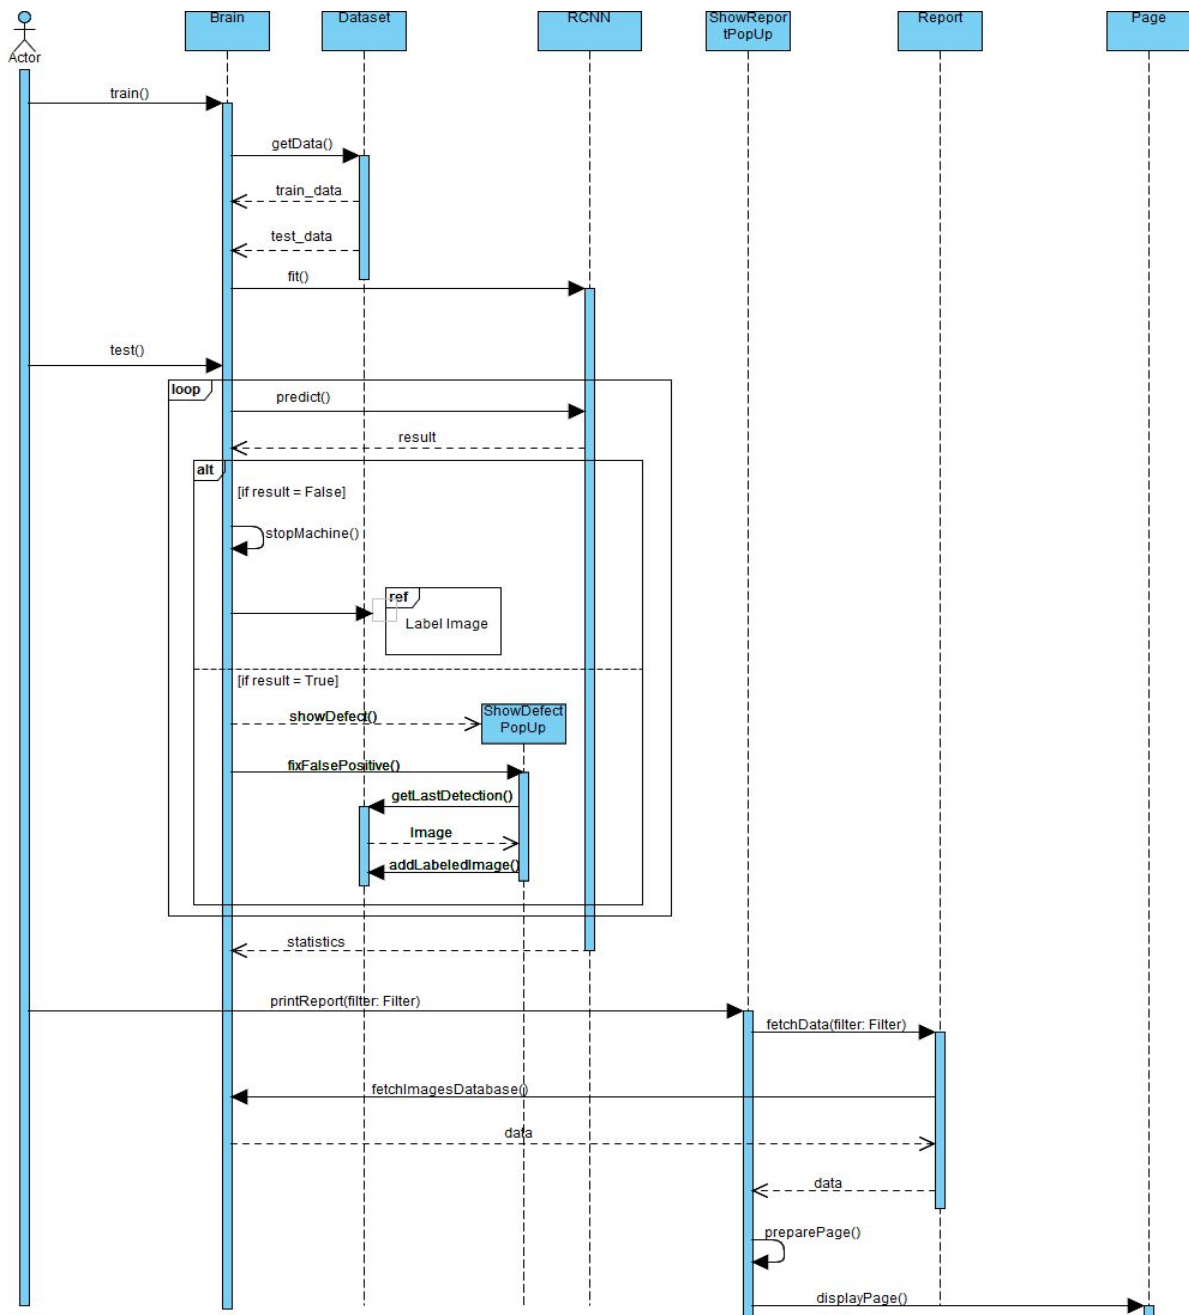 Brain
Dataset
RCNN
ShowRepor
tPopUp
Report
Page
Actor
train()
getData()
train_data
test_data
fit()
test()
loop
predict()
result
alt
[if result = False]
stopMachine()
ref
Label Image
[if result = True]
showDefect()
ShowDefect
PopUp
fixFalsePositive()
getLastDetection()
Image
addLabeledImage()
statistics
printReport(filter: Filter)
fetchData(filter: Filter)
fetchImagesDatabase()
data
data
preparePage()
displayPage()